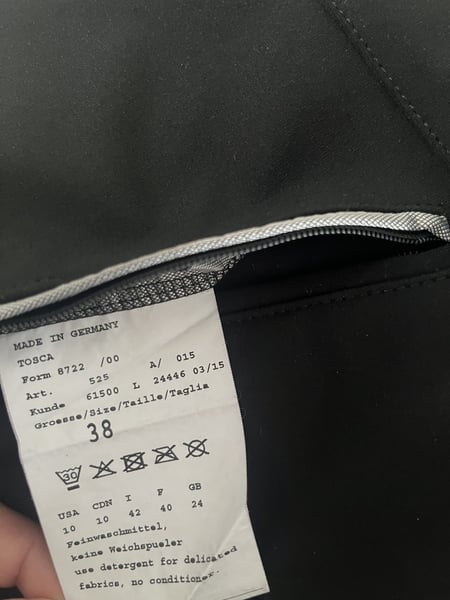 MADE IN GERMANY
TOSCA
Form 8722 /00 A/ 015
Art. 525
Kunde 61500 L 24446 03/15
Groesse/Size/Taille/Taglia
38
30
USA CDN I F GB
10 10 42 40 24
Feinwaschmittel,
keine Weichspueler
use detergent for delicated
fabrics, no conditioner.